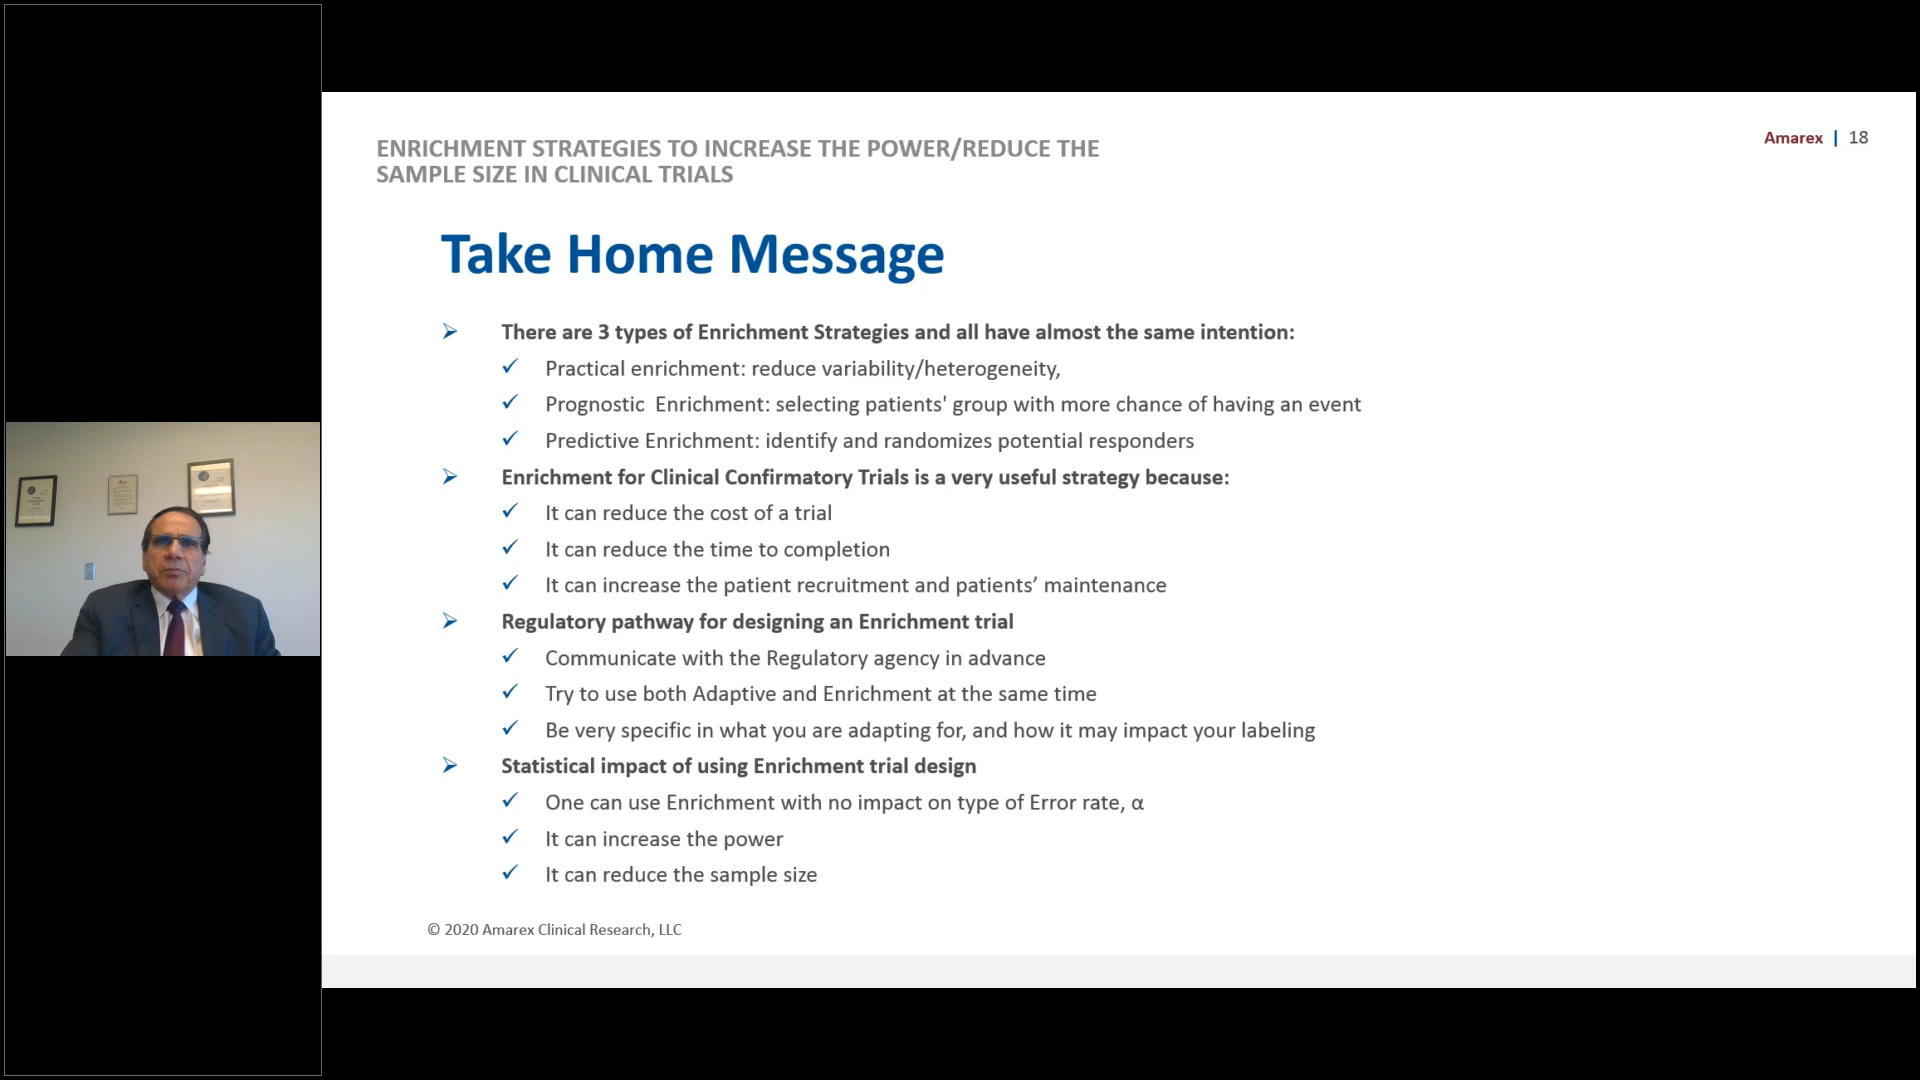 ENRICHMENT STRATEGIES TO INCREASE THE POWER/REDUCE THE
SAMPLE SIZE IN CLINICAL TRIALS
Amarex | 18
Take Home Message
There are 3 types of Enrichment Strategies and all have almost the same intention:
Practical enrichment: reduce variability/heterogeneity,
Prognostic Enrichment: selecting patients' group with more chance of having an event
Predictive Enrichment: identify and randomizes potential responders
Enrichment for Clinical Confirmatory Trials is a very useful strategy because:
It can reduce the cost of a trial
It can reduce the time to completion
It can increase the patient recruitment and patients’ maintenance
Regulatory pathway for designing an Enrichment trial
Communicate with the Regulatory agency in advance
Try to use both Adaptive and Enrichment at the same time
Be very specific in what you are adapting for, and how it may impact your labeling
Statistical impact of using Enrichment trial design
One can use Enrichment with no impact on type of Error rate, α
It can increase the power
It can reduce the sample size
© 2020 Amarex Clinical Research, LLC